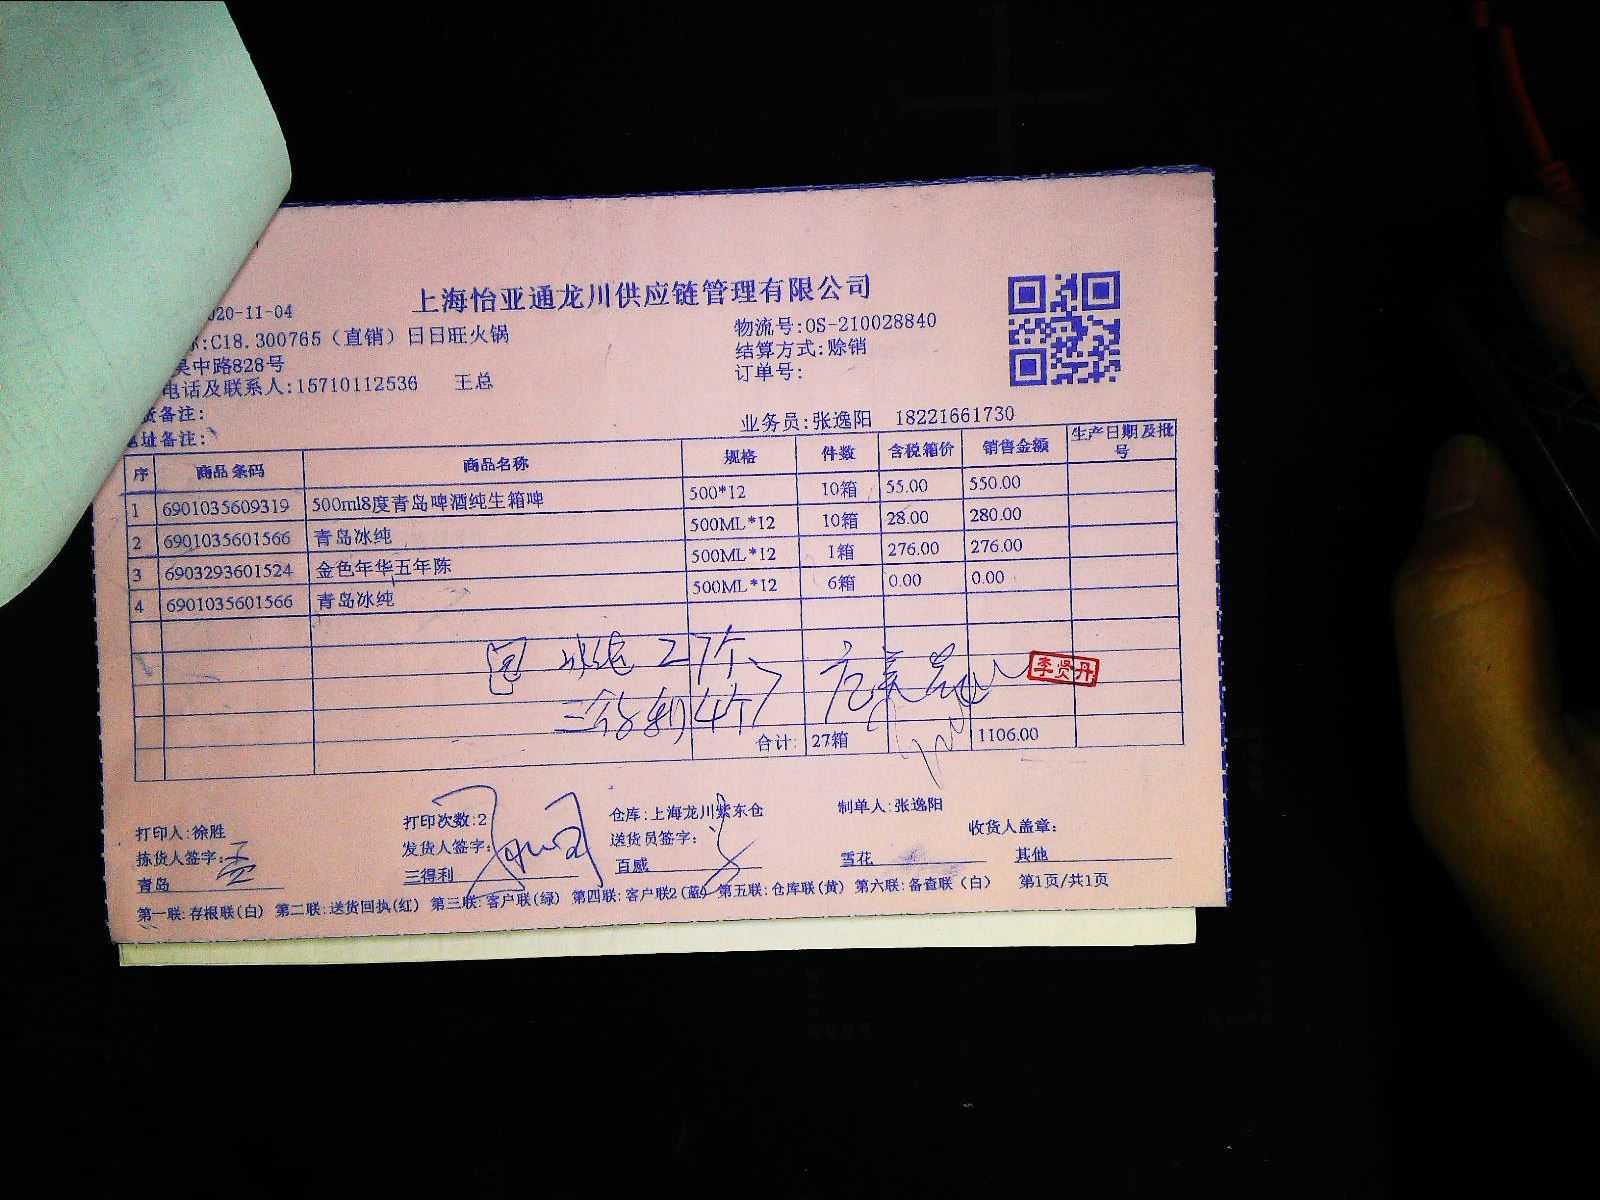 上海怡亚通龙川供应链管理有限公司
020-11-04
:C18.300765（直销）日日旺火锅
物流号:OS-210028840
吴中路828号
结算方式:赊销
电话及联系人:15710112536 王总
订单号:
货备注:
业务员:张逸阳 18221661730
地址备注:
序 商品条码 商品名称 规格 件数 含税箱价 销售金额 生产日期及批号
1 6901035609319 500ml8度青岛啤酒纯生箱啤 500*12 10箱 55.00 550.00
2 6901035601566 青岛冰纯 500ML*12 10箱 28.00 280.00
3 6903293601524 金色年华五年陈 500ML*12 1箱 276.00 276.00
4 6901035601566 青岛冰纯 500ML*12 6箱 0.00 0.00
冰纯 27个
李贤丹
三得利 4个
合计: 27箱 1106.00
打印人:徐胜 打印次数:2 仓库:上海龙川紫东仓 制单人:张逸阳
拣货人签字: 孟 发货人签字: 送货员签字: 收货人盖章:
青岛 三得利 百威 雪花 其他
第一联:存根联(白) 第二联:送货回执(红) 第三联:客户联(绿) 第四联:客户联2(蓝) 第五联:仓库联(黄) 第六联:备查联（白） 第1页/共1页